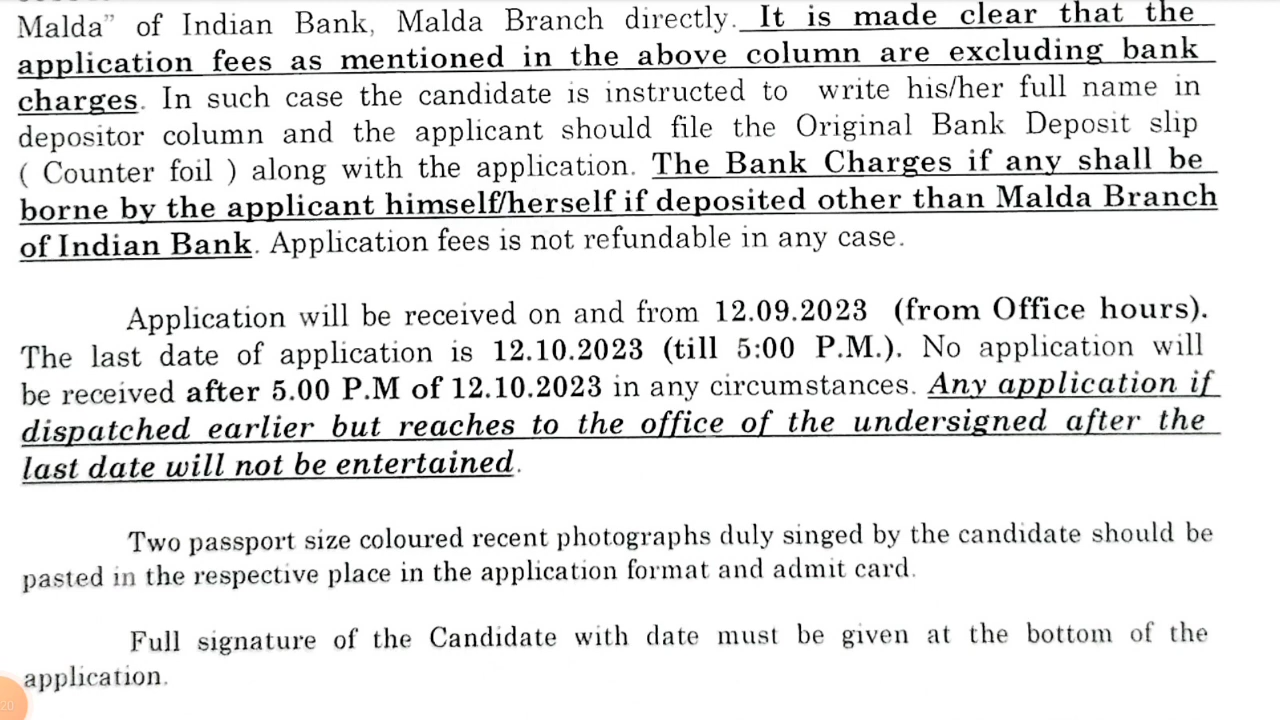 Malda” of Indian Bank, Malda Branch directly. It is made clear that the
application fees as mentioned in the above column are excluding bank
charges. In such case the candidate is instructed to write his/her full name in
depositor column and the applicant should file the Original Bank Deposit slip
( Counter foil ) along with the application. The Bank Charges if any shall be
borne by the applicant himself/herself if deposited other than Malda Branch
of Indian Bank. Application fees is not refundable in any case.
Application will be received on and from 12.09.2023 (from Office hours).
The last date of application is 12.10.2023 (till 5:00 P.M.). No application will
be received after 5.00 P.M of 12.10.2023 in any circumstances. Any application if
dispatched earlier but reaches to the office of the undersigned after the
last date will not be entertained.
Two passport size coloured recent photographs duly singed by the candidate should be
pasted in the respective place in the application format and admit card.
Full signature of the Candidate with date must be given at the bottom of the
application.
20